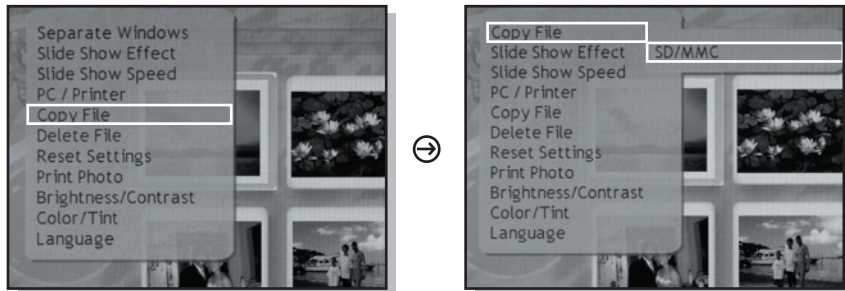 Separate Windows
Slide Show Effect
Slide Show Speed
PC / Printer
Copy File
Delete File
Reset Settings
Print Photo
Brightness/Contrast
Color/Tint
Language
Copy File
Slide Show Effect SD/MMC
Slide Show Speed
PC / Printer
Copy File
Delete File
Reset Settings
Print Photo
Brightness/Contrast
Color/Tint
Language